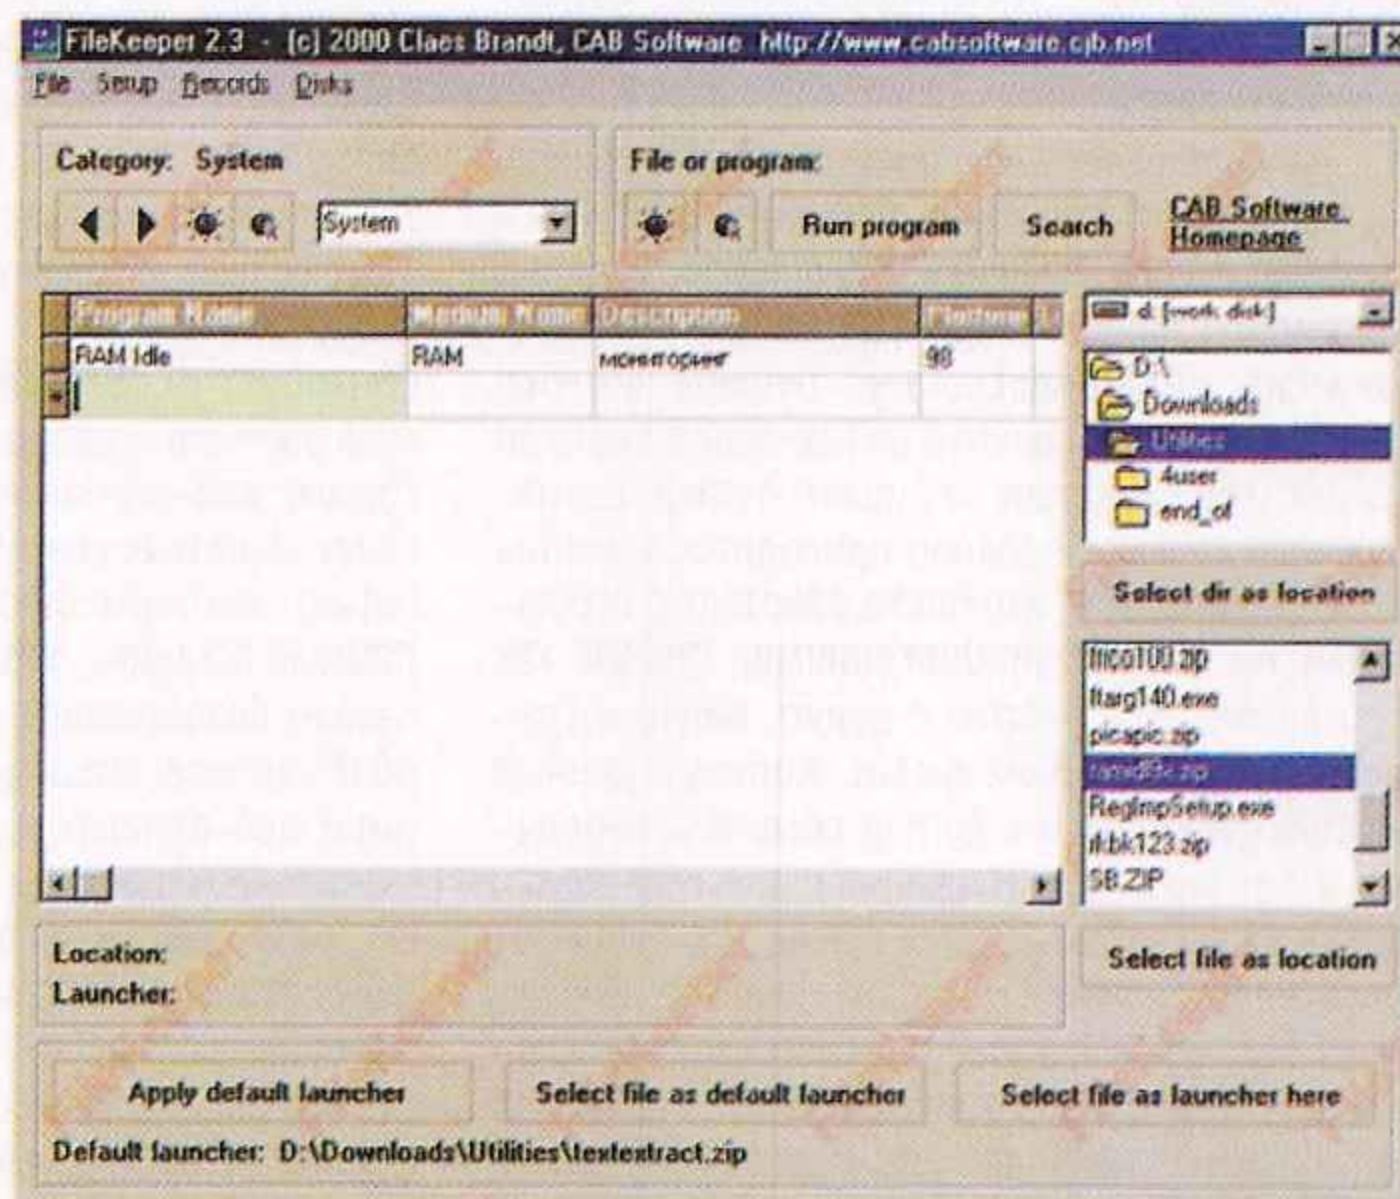 FileKeeper 2.3 - (c) 2000 Claes Brandt, CAB Software http://www.cabsoftware.cjb.net
File Setup Records Disks
Category: System
System
File or program:
Run program
Search
CAB Software
Homepage
Program Name Medium Name Description Platform
RAM Idle RAM мониторинг 98
d: [work disk]
D:\
Downloads
Utilities
4user
end_of
Select dir as location
ltarg140.exe
picapic.zip
RegImpSetup.exe
SB.ZIP
Select file as location
Location:
Launcher:
Apply default launcher
Select file as default launcher
Select file as launcher here
Default launcher: D:\Downloads\Utilities\textextract.zip